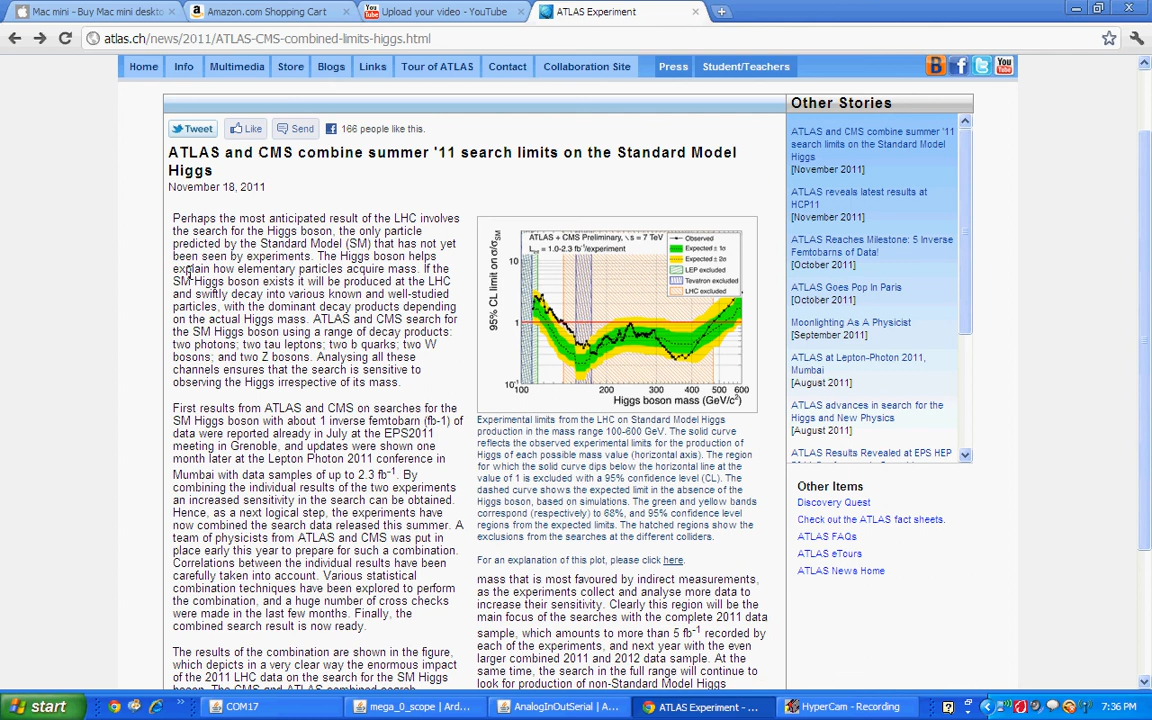 Mac mini - Buy Mac mini deskto
Amazon.com Shopping Cart
Upload your video - YouTube
ATLAS Experiment
atlas.ch/news/2011/ATLAS-CMS-combined-limits-higgs.html
Home
Info
Multimedia
Store
Blogs
Links
Tour of ATLAS
Contact
Collaboration Site
Press
Student/Teachers
Tweet
Like
Send
166 people like this.
ATLAS and CMS combine summer '11 search limits on the Standard Model
Higgs
November 18, 2011
Perhaps the most anticipated result of the LHC involves
the search for the Higgs boson, the only particle
predicted by the Standard Model (SM) that has not yet
been seen by experiments. The Higgs boson helps
explain how elementary particles acquire mass. If the
SM Higgs boson exists it will be produced at the LHC
and swiftly decay into various known and well-studied
particles, with the dominant decay products depending
on the actual Higgs mass. ATLAS and CMS search for
the SM Higgs boson using a range of decay products:
two photons; two tau leptons; two b quarks; two W
bosons; and two Z bosons. Analysing all these
channels ensures that the search is sensitive to
observing the Higgs irrespective of its mass.
First results from ATLAS and CMS on searches for the
SM Higgs boson with about 1 inverse femtobarn (fb-1) of
data were reported already in July at the EPS2011
meeting in Grenoble, and updates were shown one
month later at the Lepton Photon 2011 conference in
Mumbai with data samples of up to 2.3 fb⁻¹. By
combining the individual results of the two experiments
an increased sensitivity in the search can be obtained.
Hence, as a next logical step, the experiments have
now combined the search data released this summer. A
team of physicists from ATLAS and CMS was put in
place early this year to prepare for such a combination.
Correlations between the individual results have been
carefully taken into account. Various statistical
combination techniques have been explored to perform
the combination, and a huge number of cross checks
were made in the last few months. Finally, the
combined search result is now ready.
The results of the combination are shown in the figure,
which depicts in a very clear way the enormous impact
of the 2011 LHC data on the search for the SM Higgs
ATLAS + CMS Preliminary, √s = 7 TeV
L = 1.0-2.3 fb⁻¹/experiment
Observed
Expected ± 1σ
Expected ± 2σ
LEP excluded
Tevatron excluded
LHC excluded
95% CL limit on σ/σSM
10
1
10⁻¹
100
200
300
400
500
600
Higgs boson mass (GeV/c²)
Experimental limits from the LHC on Standard Model Higgs
production in the mass range 100-600 GeV. The solid curve
reflects the observed experimental limits for the production of
Higgs of each possible mass value (horizontal axis). The region
for which the solid curve dips below the horizontal line at the
value of 1 is excluded with a 95% confidence level (CL). The
dashed curve shows the expected limit in the absence of the
Higgs boson, based on simulations. The green and yellow bands
correspond (respectively) to 68%, and 95% confidence level
regions from the expected limits. The hatched regions show the
exclusions from the searches at the different colliders.
For an explanation of this plot, please click here.
mass that is most favoured by indirect measurements,
as the experiments collect and analyse more data to
increase their sensitivity. Clearly this region will be the
main focus of the searches with the complete 2011 data
sample, which amounts to more than 5 fb⁻¹ recorded by
each of the experiments, and next year with the even
larger combined 2011 and 2012 data sample. At the
same time, the search in the full range will continue to
look for production of non-Standard Model Higgs
Other Stories
ATLAS and CMS combine summer '11
search limits on the Standard Model
Higgs
[November 2011]
ATLAS reveals latest results at
HCP11
[November 2011]
ATLAS Reaches Milestone: 5 Inverse
Femtobarns of Data!
[October 2011]
ATLAS Goes Pop In Paris
[October 2011]
Moonlighting As A Physicist
[September 2011]
ATLAS at Lepton-Photon 2011,
Mumbai
[August 2011]
ATLAS advances in search for the
Higgs and New Physics
[August 2011]
ATLAS Results Revealed at EPS HEP
Other Items
Discovery Quest
Check out the ATLAS fact sheets.
ATLAS FAQs
ATLAS eTours
ATLAS News Home
start
COM17
mega_0_scope | Ard...
AnalogInOutSerial | A...
ATLAS Experiment - ...
HyperCam - Recording
7:36 PM